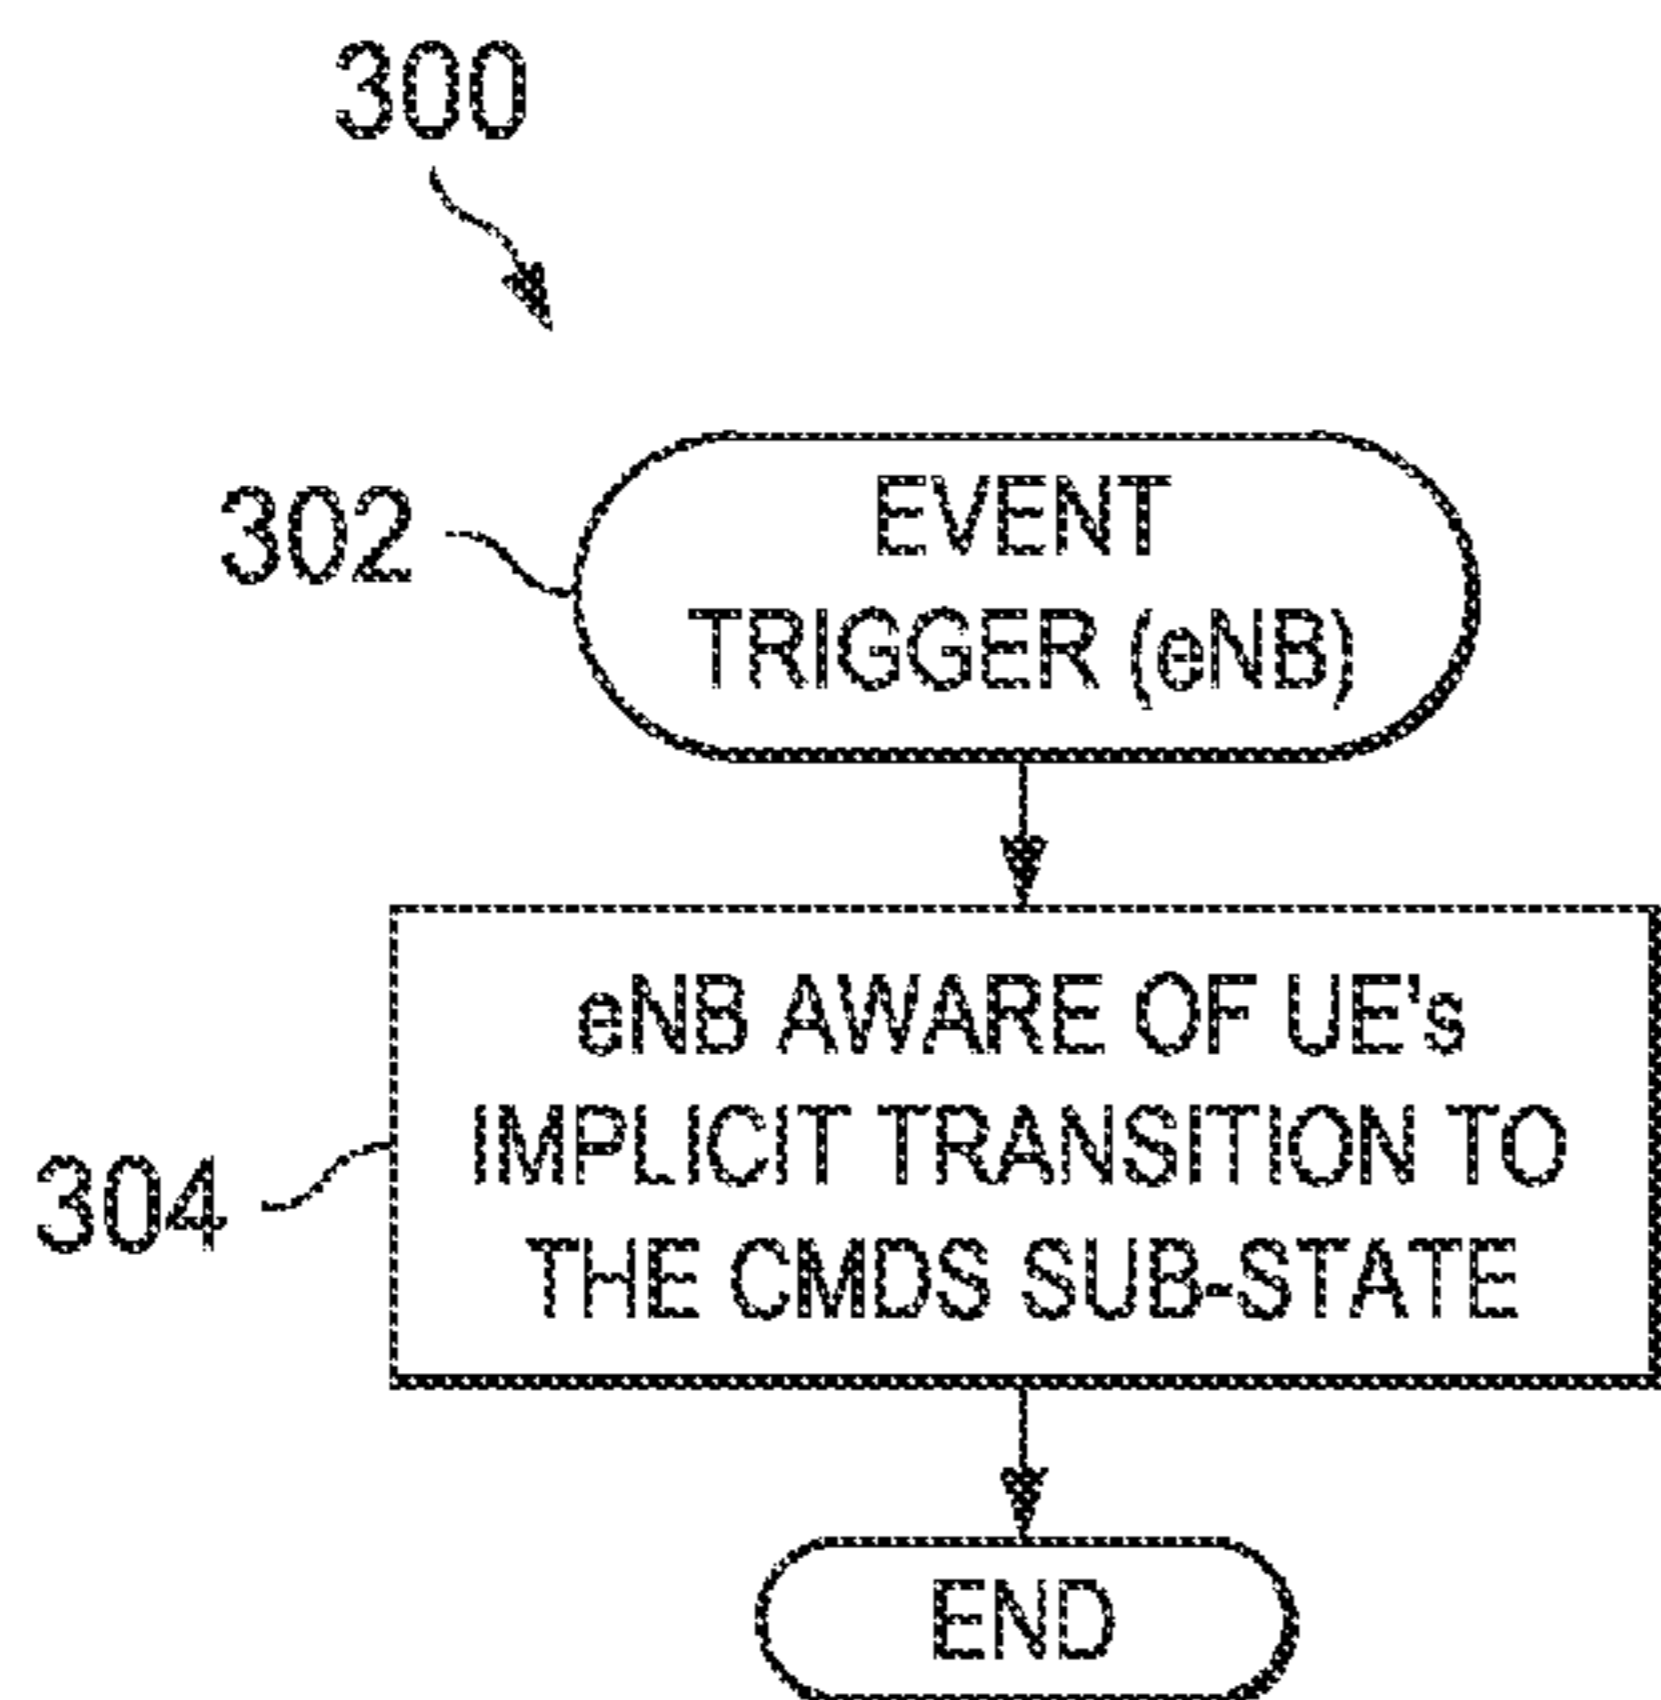 300
302
EVENT
TRIGGER (eNB)
304
eNB AWARE OF UE's
IMPLICIT TRANSITION TO
THE CMDS SUB-STATE
END